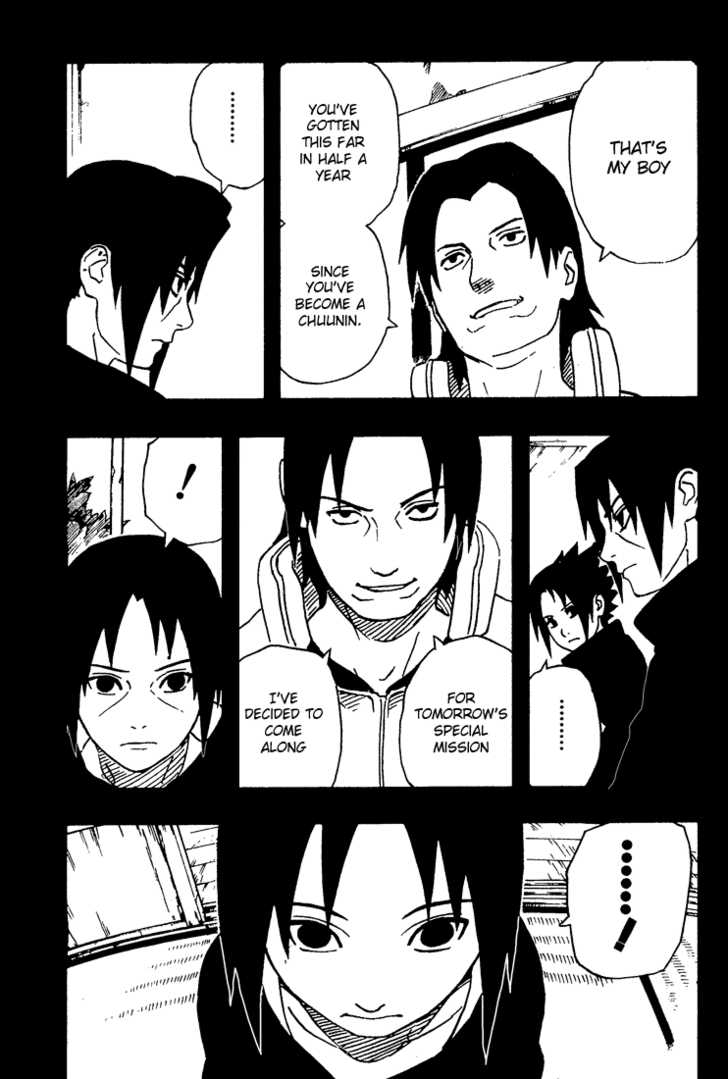 THAT'S
MY BOY
YOU'VE
GOTTEN
THIS FAR
IN HALF A
YEAR
SINCE
YOU'VE
BECOME A
CHUUNIN.
........
........
FOR
TOMORROW'S
SPECIAL
MISSION
I'VE
DECIDED TO
COME
ALONG
!
......